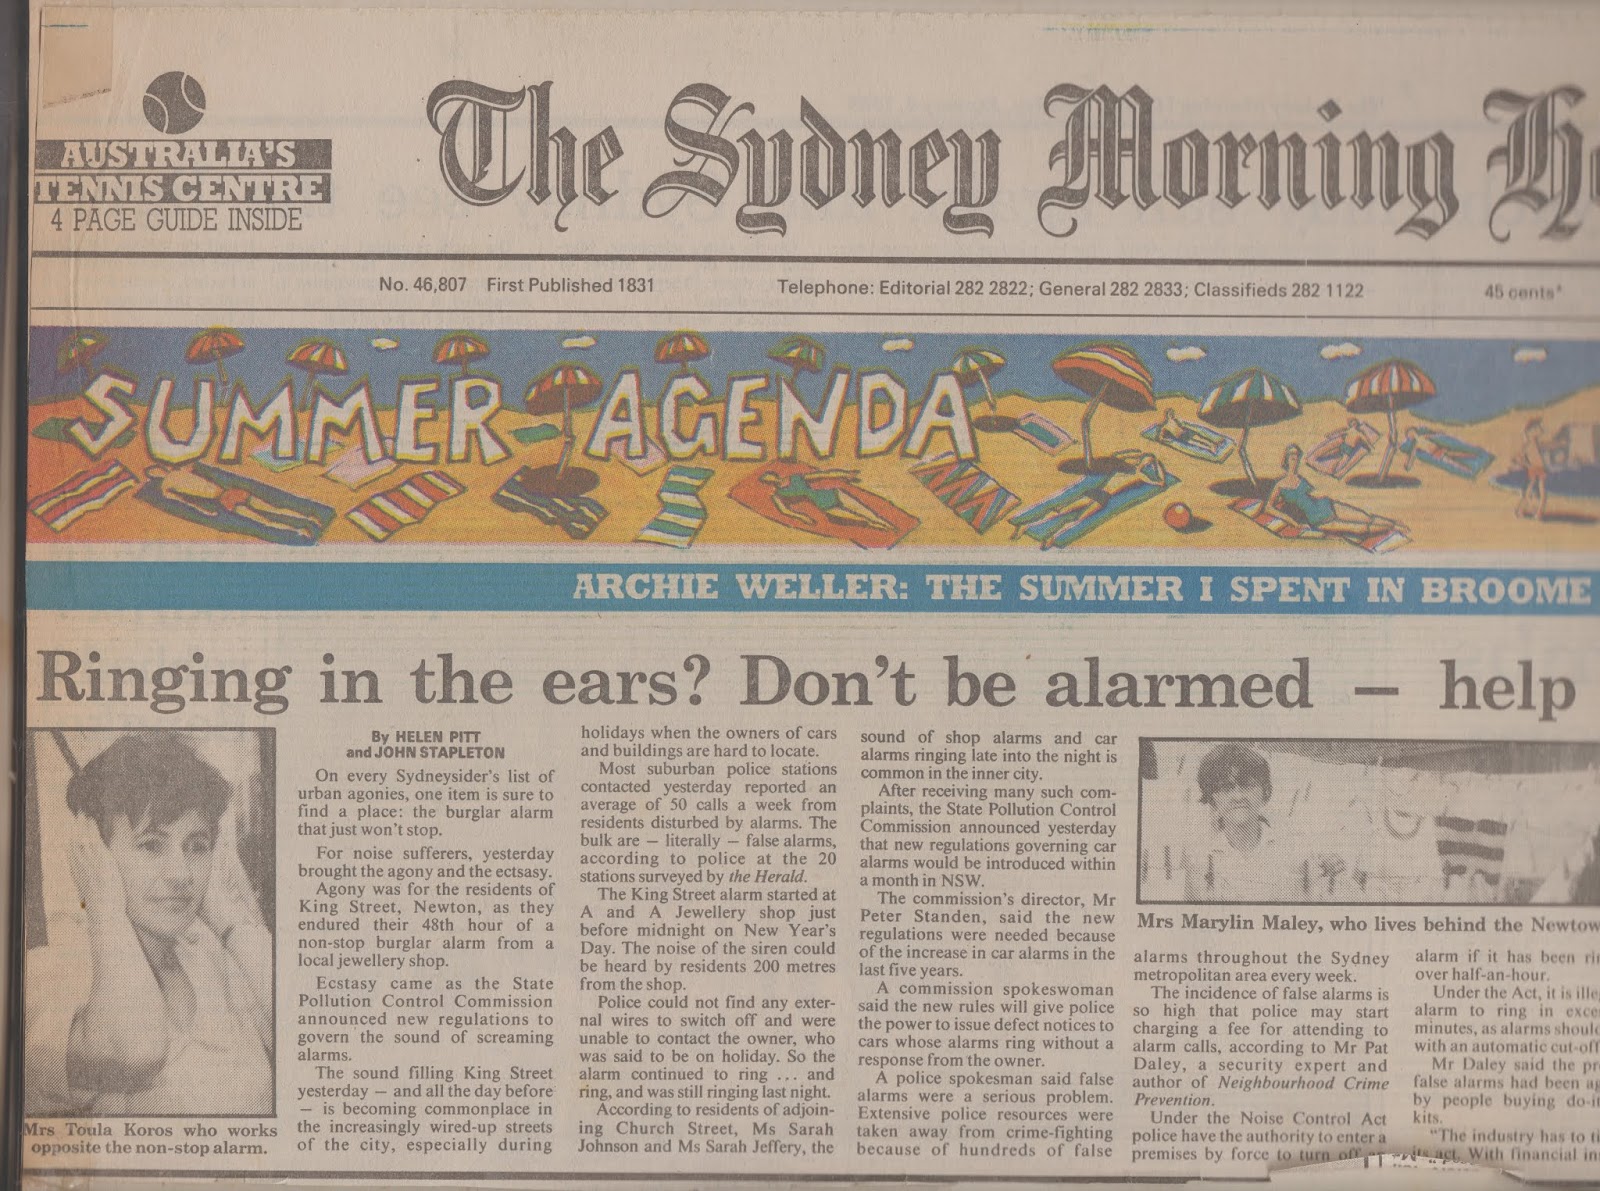 AUSTRALIA'S
TENNIS CENTRE
4 PAGE GUIDE INSIDE
The Sydney Morning
No. 46,807 First Published 1831
Telephone: Editorial 282 2822; General 282 2833; Classifieds 282 1122
45 cents*
SUMMER AGENDA
ARCHIE WELLER: THE SUMMER I SPENT IN BROOME
Ringing in the ears? Don't be alarmed — help
Mrs Toula Koros who works
opposite the non-stop alarm.
By HELEN PITT
and JOHN STAPLETON
On every Sydneysider's list of
urban agonies, one item is sure to
find a place: the burglar alarm
that just won't stop.
For noise sufferers, yesterday
brought the agony and the ectsasy.
Agony was for the residents of
King Street, Newton, as they
endured their 48th hour of a
non-stop burglar alarm from a
local jewellery shop.
Ecstasy came as the State
Pollution Control Commission
announced new regulations to
govern the sound of screaming
alarms.
The sound filling King Street
yesterday — and all the day before
— is becoming commonplace in
the increasingly wired-up streets
of the city, especially during
holidays when the owners of cars
and buildings are hard to locate.
Most suburban police stations
contacted yesterday reported an
average of 50 calls a week from
residents disturbed by alarms. The
bulk are — literally — false alarms,
according to police at the 20
stations surveyed by the Herald.
The King Street alarm started at
A and A Jewellery shop just
before midnight on New Year's
Day. The noise of the siren could
be heard by residents 200 metres
from the shop.
Police could not find any exter-
nal wires to switch off and were
unable to contact the owner, who
was said to be on holiday. So the
alarm continued to ring ... and
ring, and was still ringing last night.
According to residents of adjoin-
ing Church Street, Ms Sarah
Johnson and Ms Sarah Jeffery, the
sound of shop alarms and car
alarms ringing late into the night is
common in the inner city.
After receiving many such com-
plaints, the State Pollution Control
Commission announced yesterday
that new regulations governing car
alarms would be introduced within
a month in NSW.
The commission's director, Mr
Peter Standen, said the new
regulations were needed because
of the increase in car alarms in the
last five years.
A commission spokeswoman
said the new rules will give police
the power to issue defect notices to
cars whose alarms ring without a
response from the owner.
A police spokesman said false
alarms were a serious problem.
Extensive police resources were
taken away from crime-fighting
because of hundreds of false
Mrs Marylin Maley, who lives behind the Newtow
alarms throughout the Sydney
metropolitan area every week.
The incidence of false alarms is
so high that police may start
charging a fee for attending to
alarm calls, according to Mr Pat
Daley, a security expert and
author of Neighbourhood Crime
Prevention.
Under the Noise Control Act
police have the authority to enter a
premises by force to turn off
alarm if it has been
over half-an-hour.
Under the Act, it is
alarm to ring in
minutes, as alarms
with an automatic cut-off
Mr Daley said the
false alarms had been
by people buying
kits.
"The industry has to
act. With financial